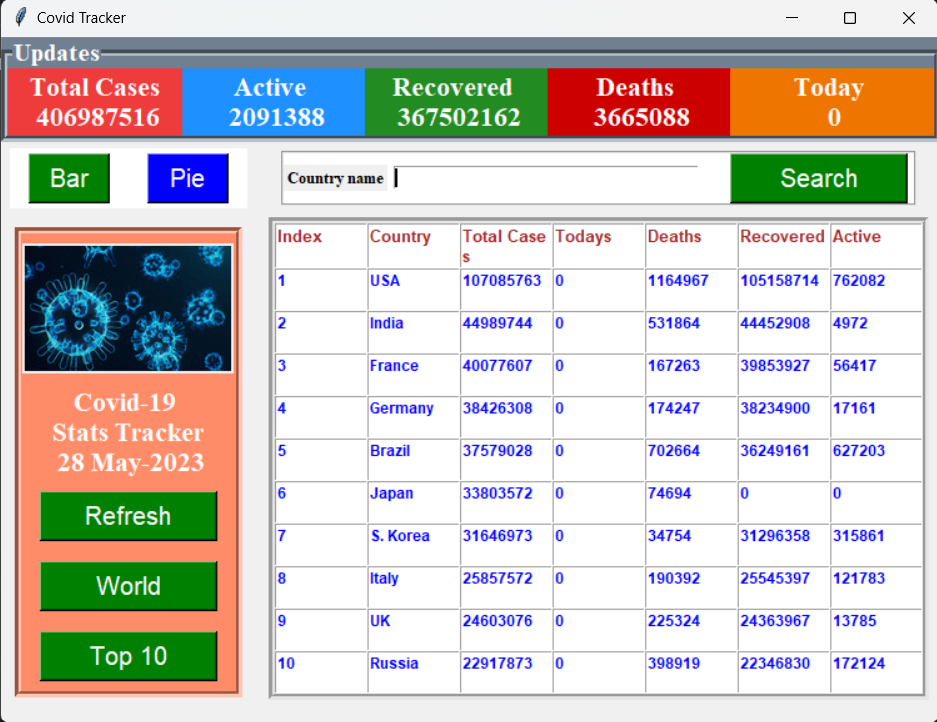 Covid Tracker
Updates
Total Cases Active Recovered Deaths Today
406987516 2091388 367502162 3665088 0
Bar Pie Country name Search
Index Country Total Case Todays Deaths Recovered Active
s
1 USA 107085763 0 1164967 105158714 762082
2 India 44989744 0 531864 44452908 4972
3 France 40077607 0 167263 39853927 56417
4 Germany 38426308 0 174247 38234900 17161
5 Brazil 37579028 0 702664 36249161 627203
6 Japan 33803572 0 74694 0 0
7 S. Korea 31646973 0 34754 31296358 315861
8 Italy 25857572 0 190392 25545397 121783
9 UK 24603076 0 225324 24363967 13785
10 Russia 22917873 0 398919 22346830 172124
Covid-19
Stats Tracker
28 May-2023
Refresh
World
Top 10